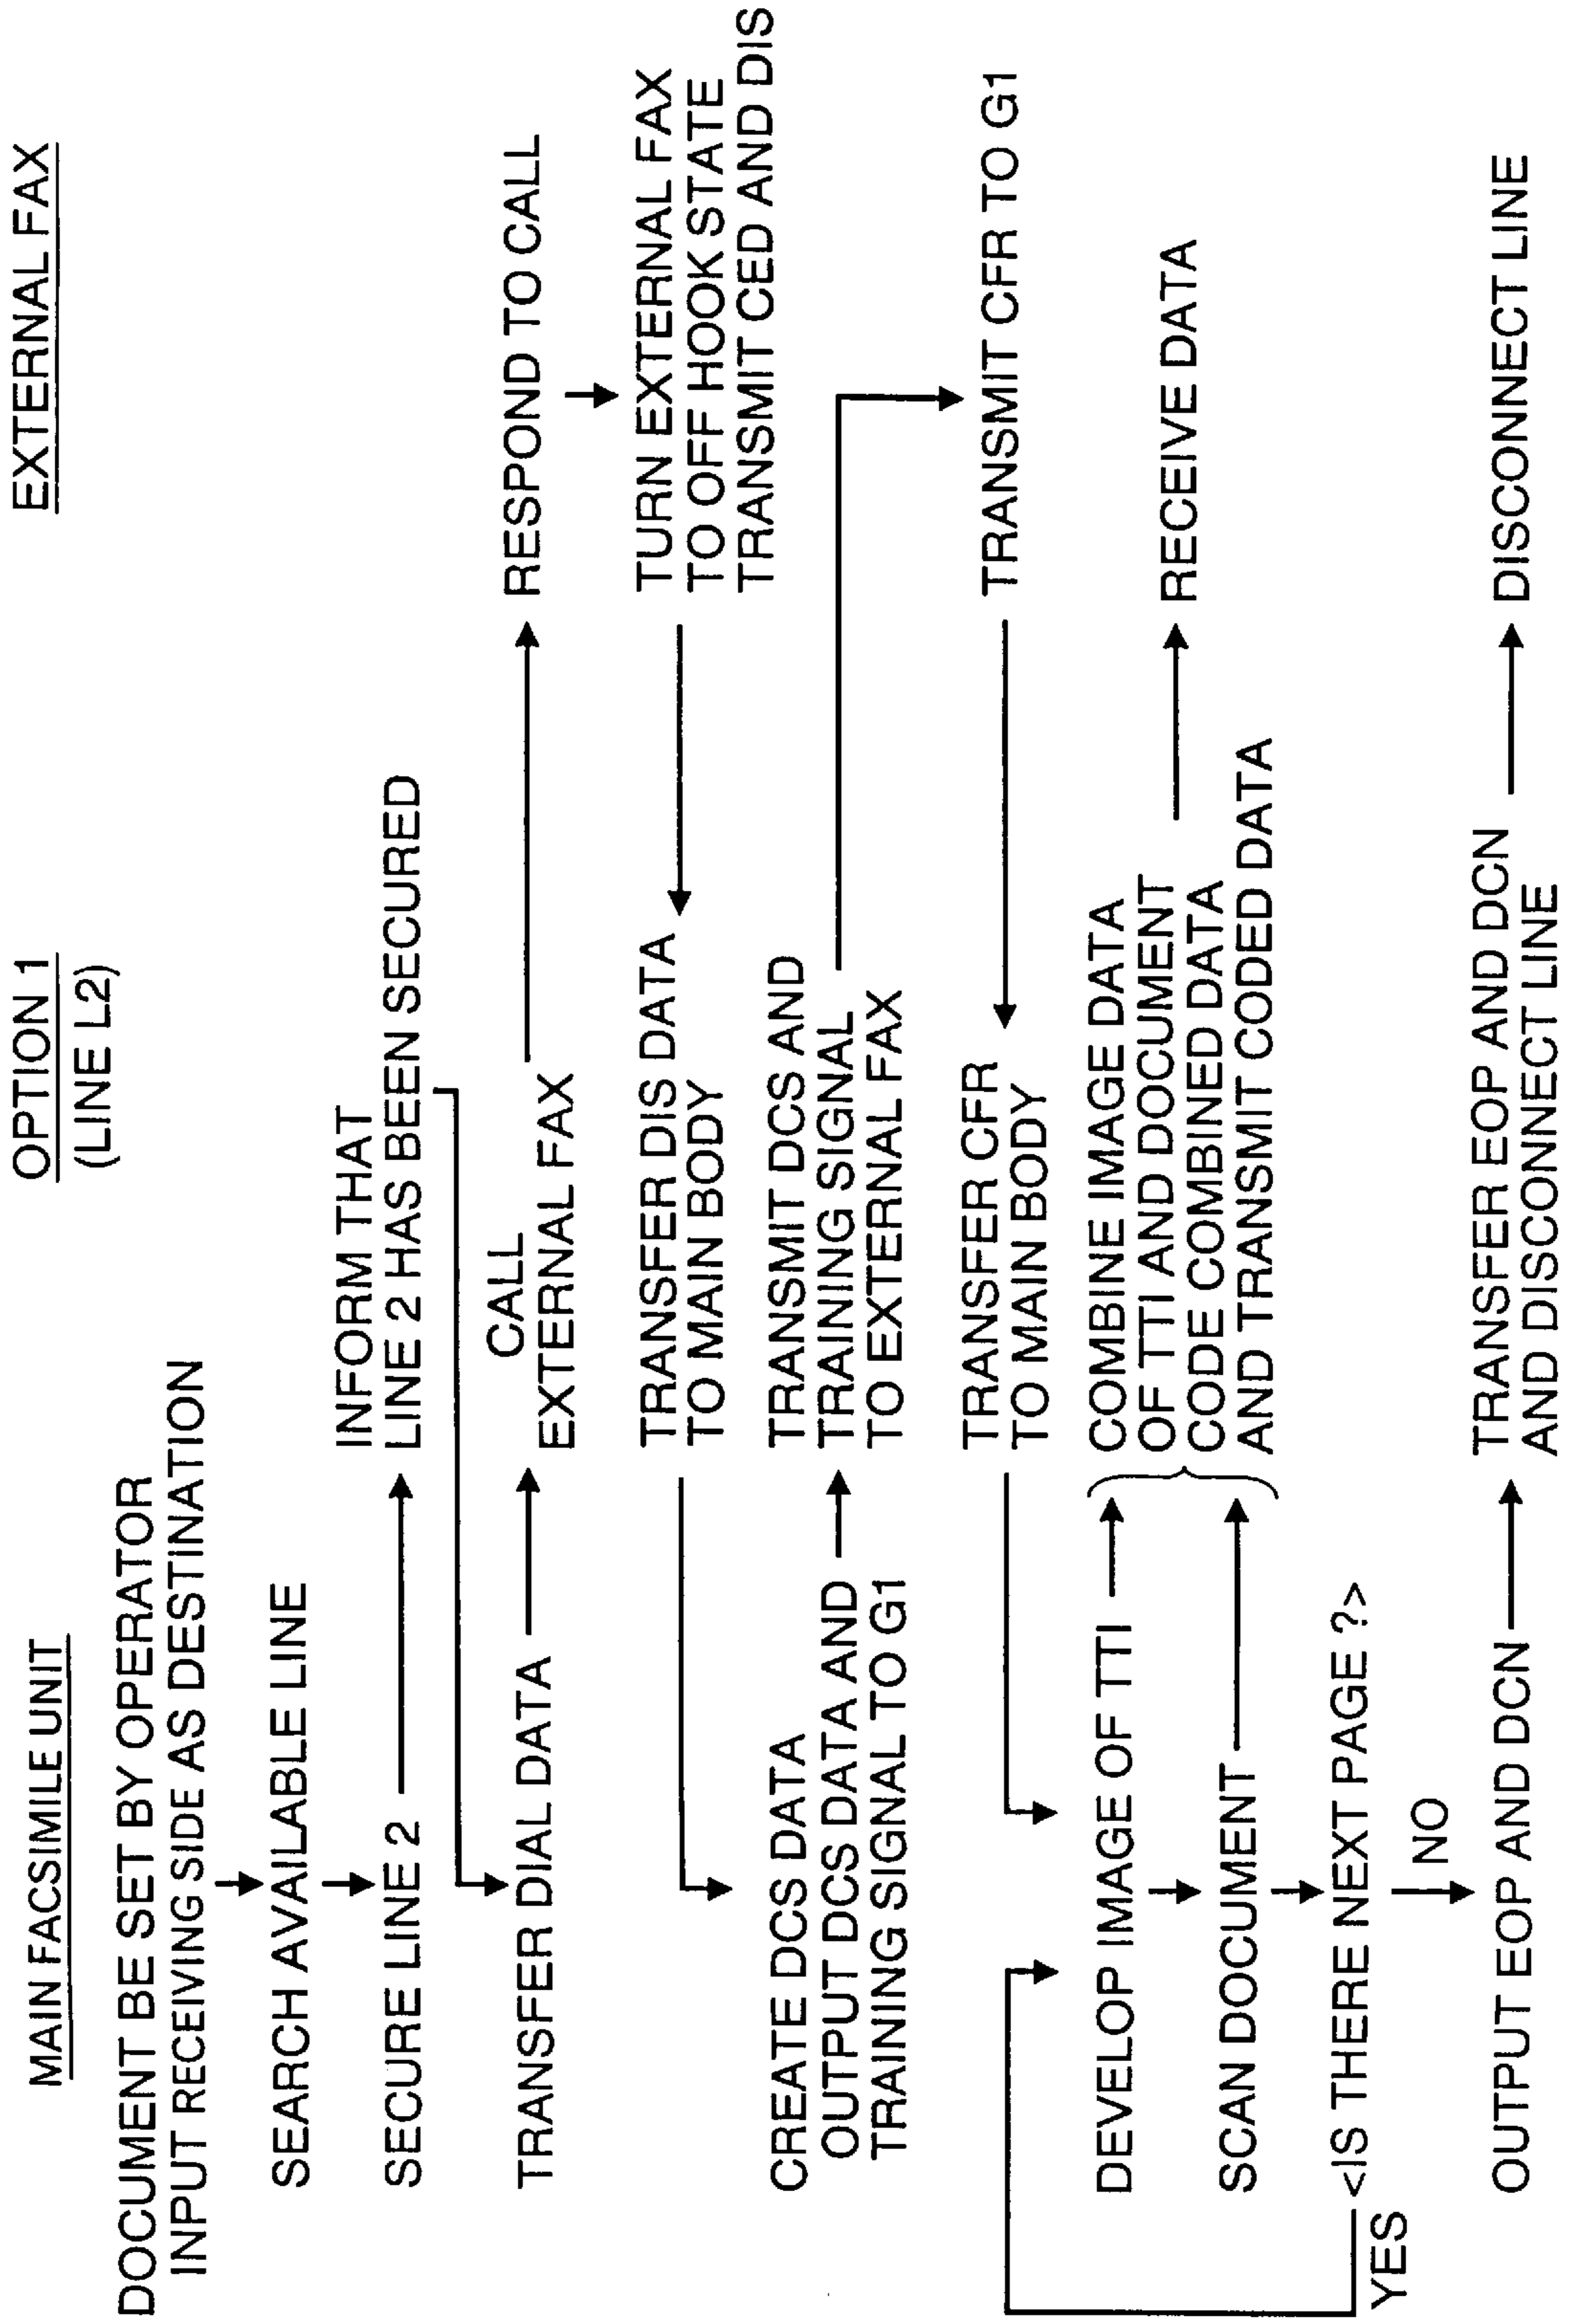 MAIN FACSIMILE UNIT
OPTION 1
(LINE L2)
EXTERNAL FAX
DOCUMENT BE SET BY OPERATOR
INPUT RECEIVING SIDE AS DESTINATION
SEARCH AVAILABLE LINE
SECURE LINE 2
INFORM THAT
LINE 2 HAS BEEN SECURED
TRANSFER DIAL DATA
CALL
EXTERNAL FAX
RESPOND TO CALL
TURN EXTERNAL FAX
TO OFF HOOK STATE
TRANSMIT CED AND DIS
TRANSFER DIS DATA
TO MAIN BODY
CREATE DCS DATA
OUTPUT DCS DATA AND
TRAINING SIGNAL TO G1
TRANSMIT DCS AND
TRAINING SIGNAL
TO EXTERNAL FAX
TRANSMIT CFR TO G1
TRANSFER CFR
TO MAIN BODY
DEVELOP IMAGE OF TTI
SCAN DOCUMENT
COMBINE IMAGE DATA
OF TTI AND DOCUMENT
CODE COMBINED DATA
AND TRANSMIT CODED DATA
RECEIVE DATA
<IS THERE NEXT PAGE ?>
YES
NO
OUTPUT EOP AND DCN
TRANSFER EOP AND DCN
AND DISCONNECT LINE
DISCONNECT LINE